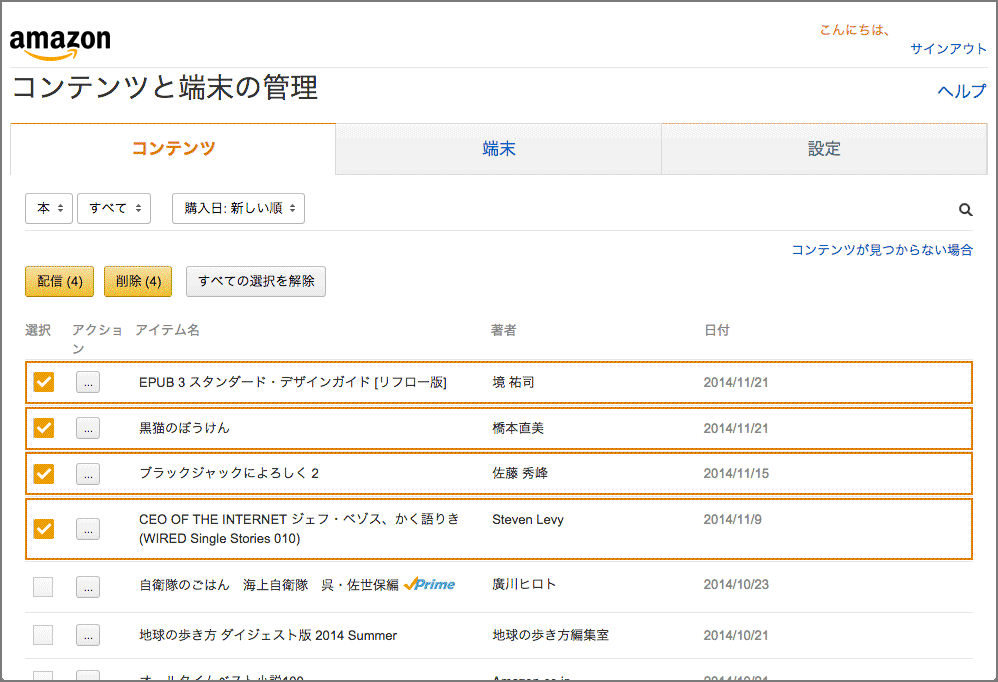 amazon
こんにちは、
サインアウト
コンテンツと端末の管理
ヘルプ
コンテンツ 端末 設定
本 すべて 購入日: 新しい順
コンテンツが見つからない場合
配信 (4) 削除 (4) すべての選択を解除
選択 アクション アイテム名 著者 日付
... EPUB 3 スタンダード・デザインガイド [リフロー版] 境 祐司 2014/11/21
... 黒猫のぼうけん 橋本直美 2014/11/21
... ブラックジャックによろしく 2 佐藤 秀峰 2014/11/15
... CEO OF THE INTERNET ジェフ・ベゾス、かく語りき Steven Levy 2014/11/9
(WIRED Single Stories 010)
... 自衛隊のごはん　海上自衛隊　呉・佐世保編 Prime 廣川ヒロト 2014/10/23
... 地球の歩き方 ダイジェスト版 2014 Summer 地球の歩き方編集室 2014/10/21